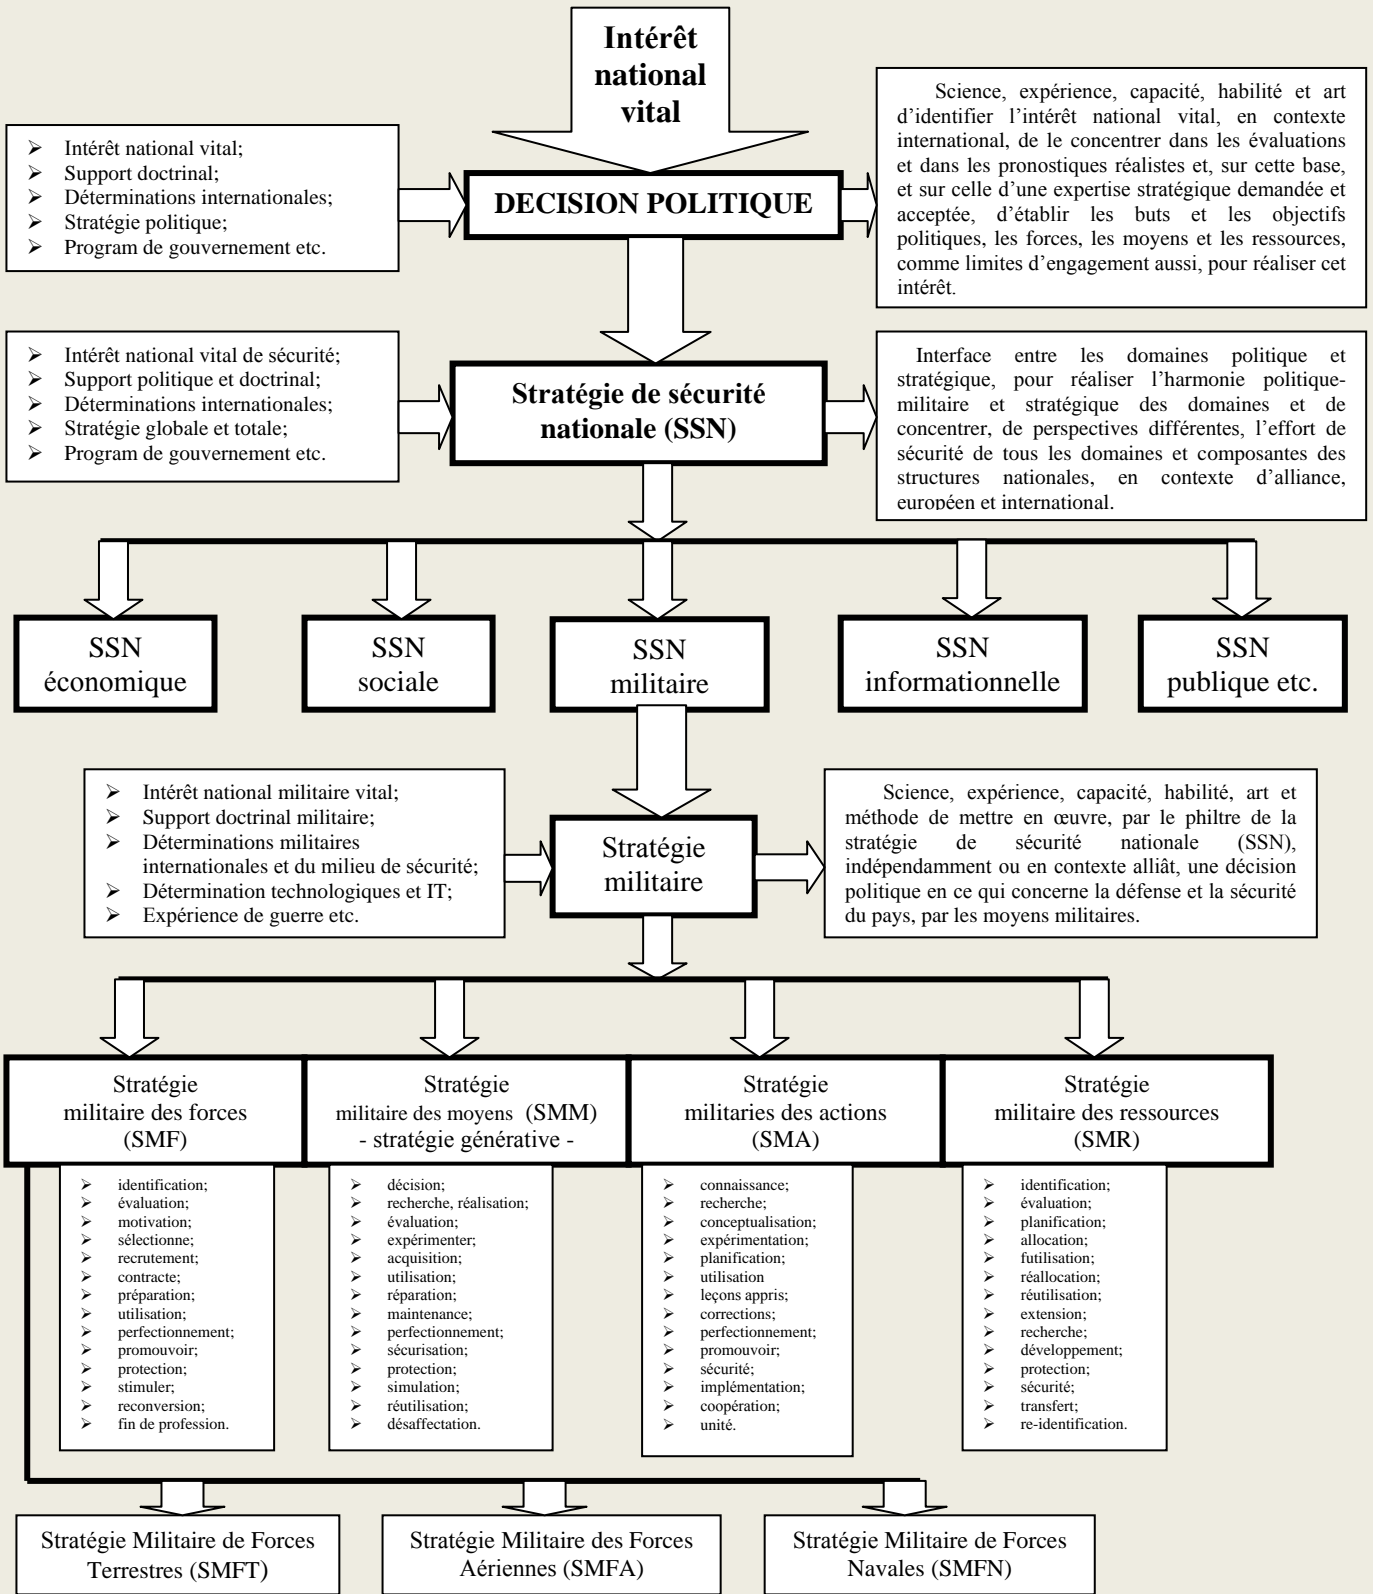 Intérêt
national
vital
➢ Intérêt national vital;
➢ Support doctrinal;
➢ Déterminations internationales;
➢ Stratégie politique;
➢ Program de gouvernement etc.
DECISION POLITIQUE
Science, expérience, capacité, habilité et art
d’identifier l’intérêt national vital, en contexte
international, de le concentrer dans les évaluations
et dans les pronostiques réalistes et, sur cette base,
et sur celle d’une expertise stratégique demandée et
acceptée, d’établir les buts et les objectifs
politiques, les forces, les moyens et les ressources,
comme limites d’engagement aussi, pour réaliser cet
intérêt.
➢ Intérêt national vital de sécurité;
➢ Support politique et doctrinal;
➢ Déterminations internationales;
➢ Stratégie globale et totale;
➢ Program de gouvernement etc.
Stratégie de sécurité
nationale (SSN)
Interface entre les domaines politique et
stratégique, pour réaliser l’harmonie politique-
militaire et stratégique des domaines et de
concentrer, de perspectives différentes, l’effort de
sécurité de tous les domaines et composantes des
structures nationales, en contexte d’alliance,
européen et international.
SSN
économique
SSN
sociale
SSN
militaire
SSN
informationnelle
SSN
publique etc.
➢ Intérêt national militaire vital;
➢ Support doctrinal militaire;
➢ Déterminations militaires
internationales et du milieu de sécurité;
➢ Détermination technologiques et IT;
➢ Expérience de guerre etc.
Stratégie
militaire
Science, expérience, capacité, habilité, art et
méthode de mettre en œuvre, par le philtre de la
stratégie de sécurité nationale (SSN),
indépendamment ou en contexte alliât, une décision
politique en ce qui concerne la défense et la sécurité
du pays, par les moyens militaires.
Stratégie
militaire des forces
(SMF)
Stratégie
militaire des moyens (SMM)
- stratégie générative -
Stratégie
militaries des actions
(SMA)
Stratégie
militaire des ressources
(SMR)
➢ identification;
➢ évaluation;
➢ motivation;
➢ sélectionne;
➢ recrutement;
➢ contracte;
➢ préparation;
➢ utilisation;
➢ perfectionnement;
➢ promouvoir;
➢ protection;
➢ stimuler;
➢ reconversion;
➢ fin de profession.
➢ décision;
➢ recherche, réalisation;
➢ évaluation;
➢ expérimenter;
➢ acquisition;
➢ utilisation;
➢ réparation;
➢ maintenance;
➢ perfectionnement;
➢ sécurisation;
➢ protection;
➢ simulation;
➢ réutilisation;
➢ désaffectation.
➢ connaissance;
➢ recherche;
➢ conceptualisation;
➢ expérimentation;
➢ planification;
➢ utilisation
➢ leçons appris;
➢ corrections;
➢ perfectionnement;
➢ promouvoir;
➢ sécurité;
➢ implémentation;
➢ coopération;
➢ unité.
➢ identification;
➢ évaluation;
➢ planification;
➢ allocation;
➢ futilisation;
➢ réallocation;
➢ réutilisation;
➢ extension;
➢ recherche;
➢ développement;
➢ protection;
➢ sécurité;
➢ transfert;
➢ re-identification.
Stratégie Militaire de Forces
Terrestres (SMFT)
Stratégie Militaire des Forces
Aériennes (SMFA)
Stratégie Militaire de Forces
Navales (SMFN)